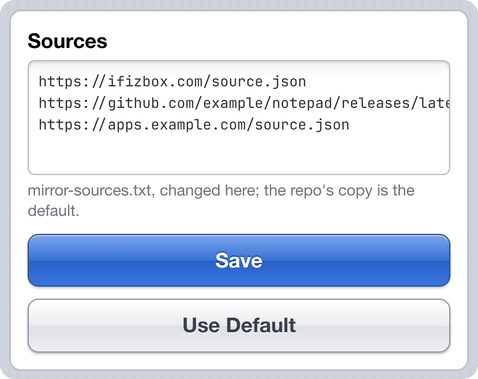 Sources
https://ifizbox.com/source.json
https://github.com/example/notepad/releases/late
https://apps.example.com/source.json
mirror-sources.txt, changed here; the repo's copy is the
default.
Save
Use Default